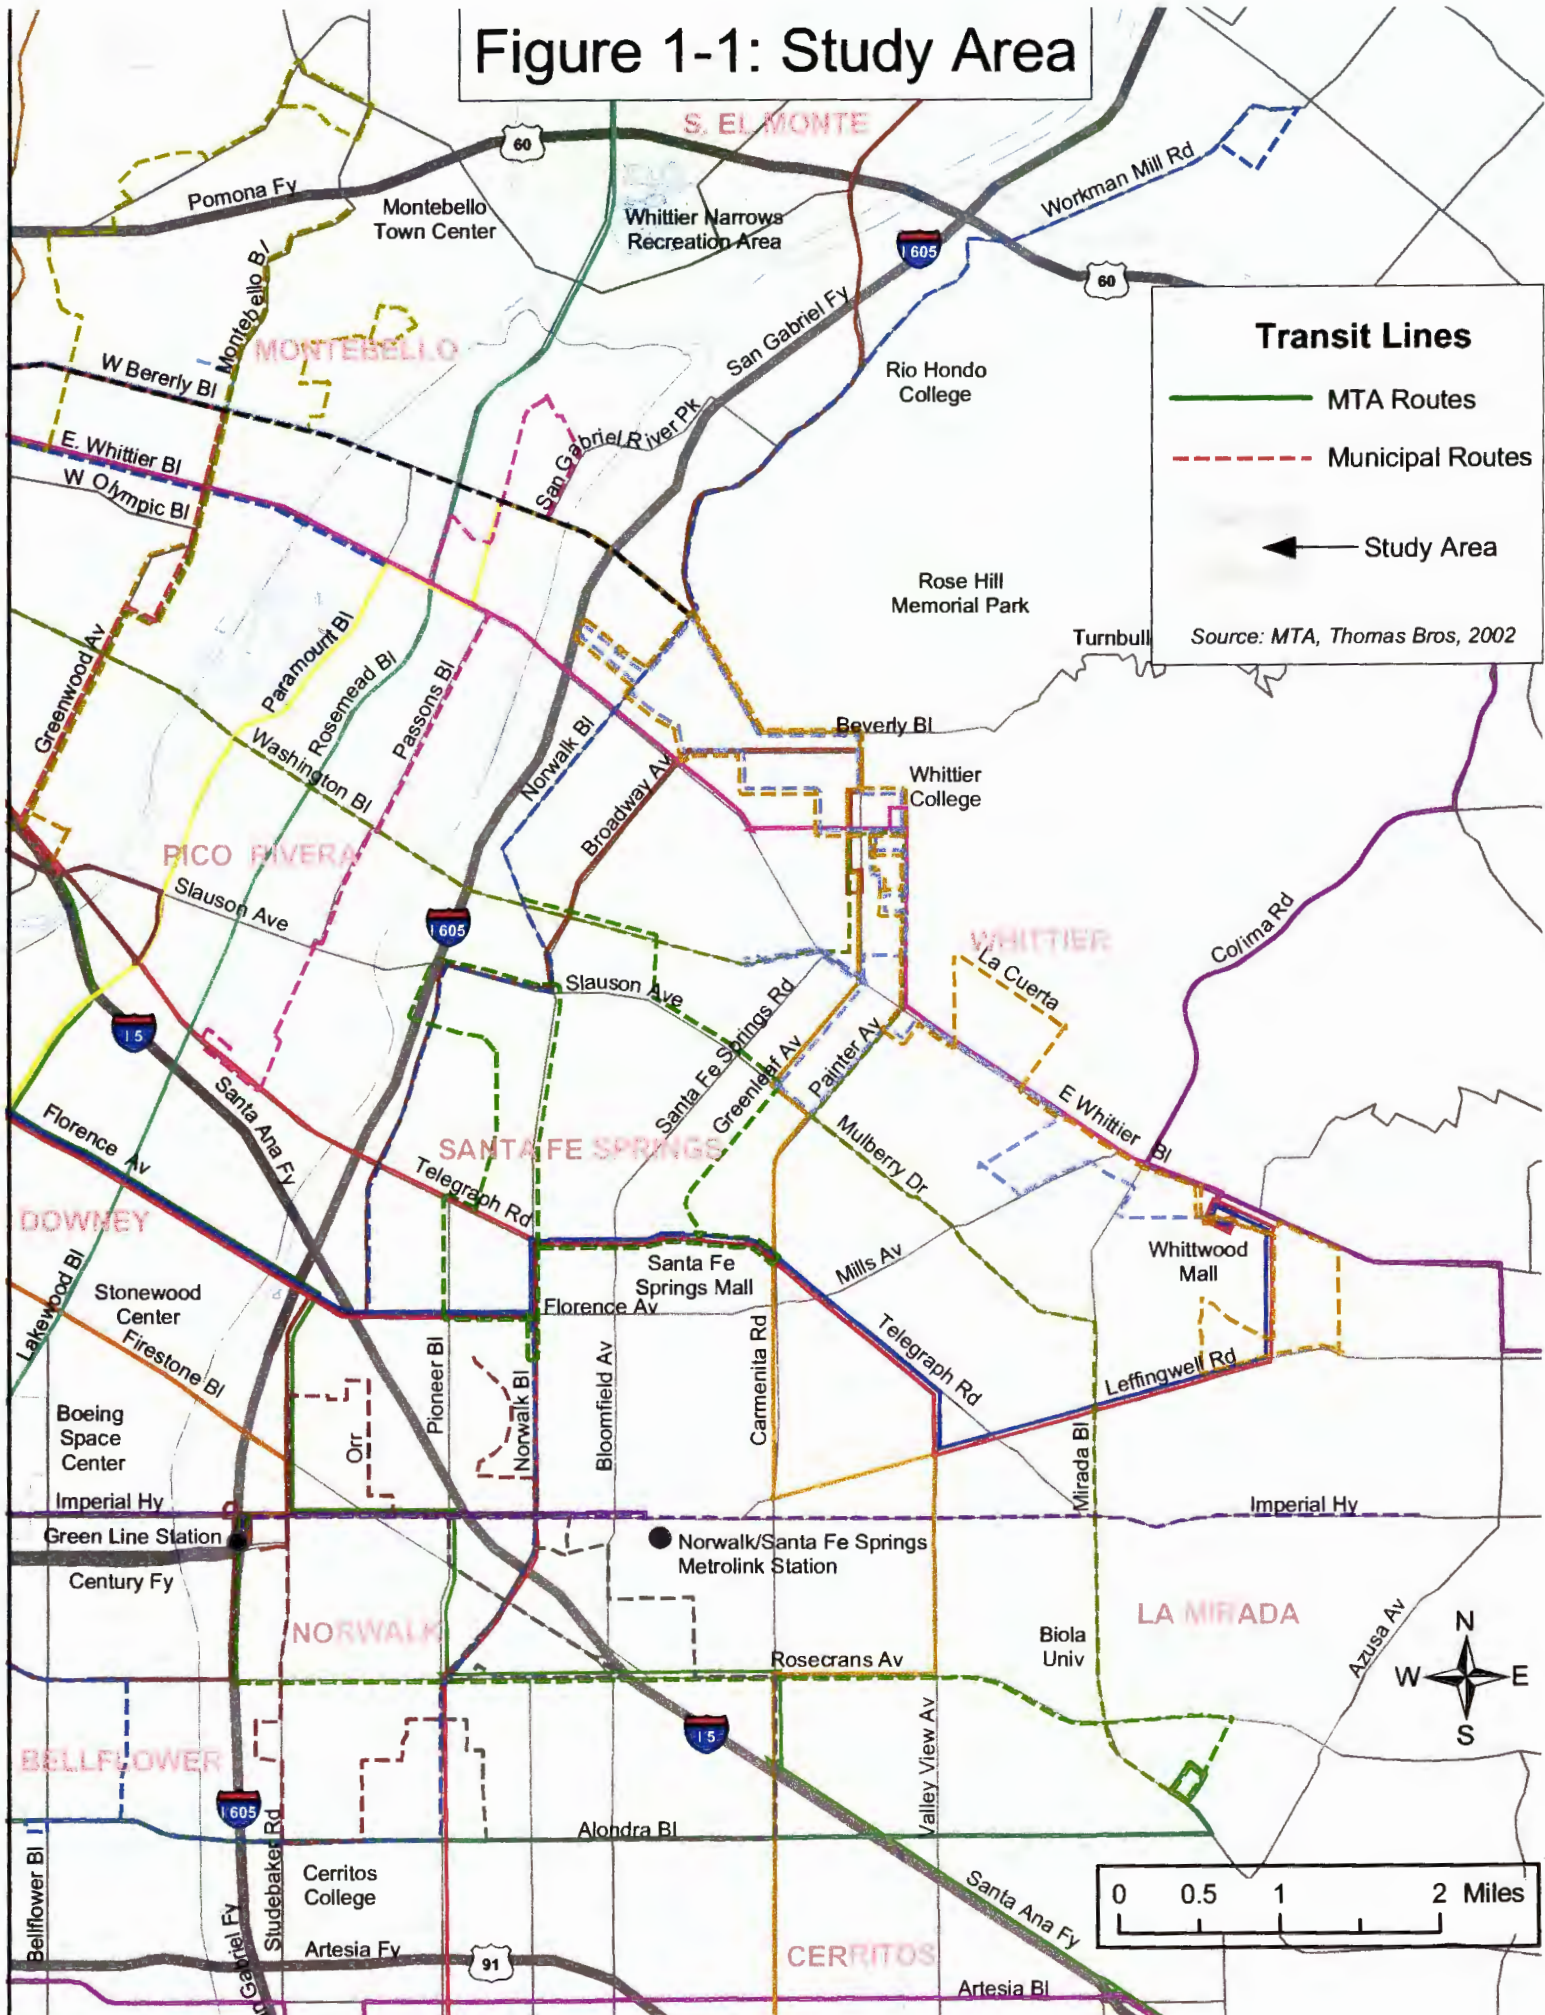 Figure 1-1: Study Area
S. EL MONTE
60
Workman Mill Rd
Pomona Fy
Montebello
Town Center
Whittier Narrows
Recreation Area
I 605
60
Montebello Bl
San Gabriel Fy
MONTEBELLO
W Bererly Bl
Rio Hondo
College
Transit Lines
MTA Routes
Municipal Routes
Study Area
Source: MTA, Thomas Bros, 2002
E. Whittier Bl
W Olympic Bl
San Gabriel River Pk
Rose Hill
Memorial Park
Turnbull
Greenwood Av
Paramount Bl
Rosemead Bl
Passons Bl
Washington Bl
Norwalk Bl
Broadway Av
Beverly Bl
Whittier
College
PICO RIVERA
Slauson Ave
I 605
WHITTIER
La Cuerta
Colima Rd
Slauson Ave
Santa Fe Springs Rd
I 5
Greenleaf Av
Painter Av
Santa Ana Fy
Florence Av
E Whittier Bl
SANTA FE SPRINGS
Mulberry Dr
Telegraph Rd
DOWNEY
Santa Fe
Springs Mall
Mills Av
Whittwood
Mall
Lakewood Bl
Stonewood
Center
Florence Av
Firestone Bl
Pioneer Bl
Norwalk Bl
Bloomfield Av
Carmenita Rd
Telegraph Rd
Leffingwell Rd
Boeing
Space
Center
Orr
Mirada Bl
Imperial Hy
Imperial Hy
Green Line Station
Norwalk/Santa Fe Springs
Metrolink Station
Century Fy
NORWALK
LA MIRADA
Biola
Univ
Azusa Av
N
W
E
S
Rosecrans Av
I 5
BELLFLOWER
Valley View Av
I 605
Alondra Bl
Bellflower Bl
Studebaker Rd
Cerritos
College
Santa Ana Fy
0 0.5 1 2 Miles
Gabriel Fy
Artesia Fy
91
CERRITOS
Artesia Bl